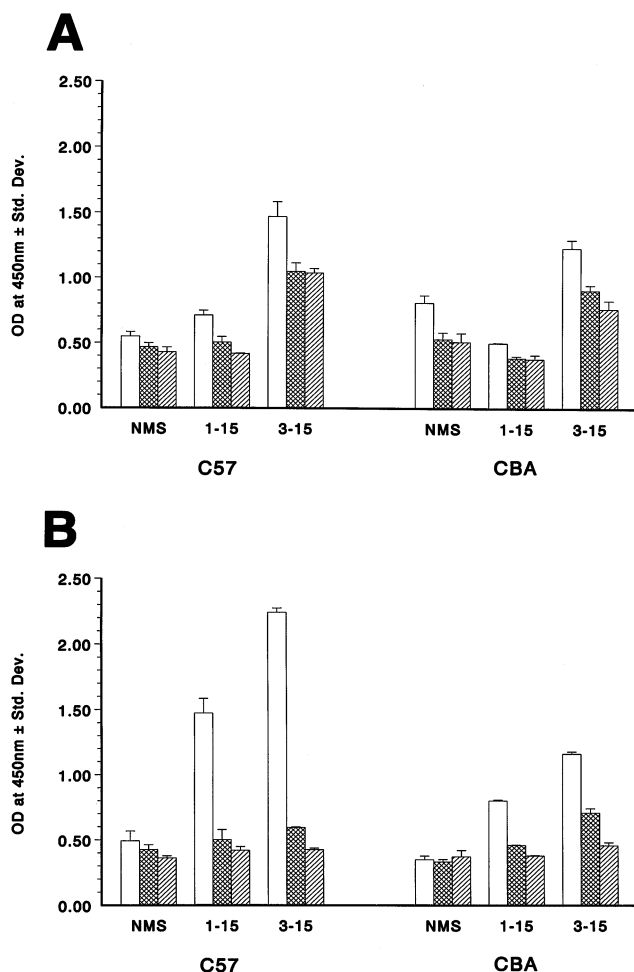 A
OD at 450nm ± Std. Dev.
2.50
2.00
1.50
1.00
0.50
0.00
NMS 1-15 3-15 NMS 1-15 3-15
C57 CBA
B
OD at 450nm ± Std. Dev.
2.50
2.00
1.50
1.00
0.50
0.00
NMS 1-15 3-15 NMS 1-15 3-15
C57 CBA